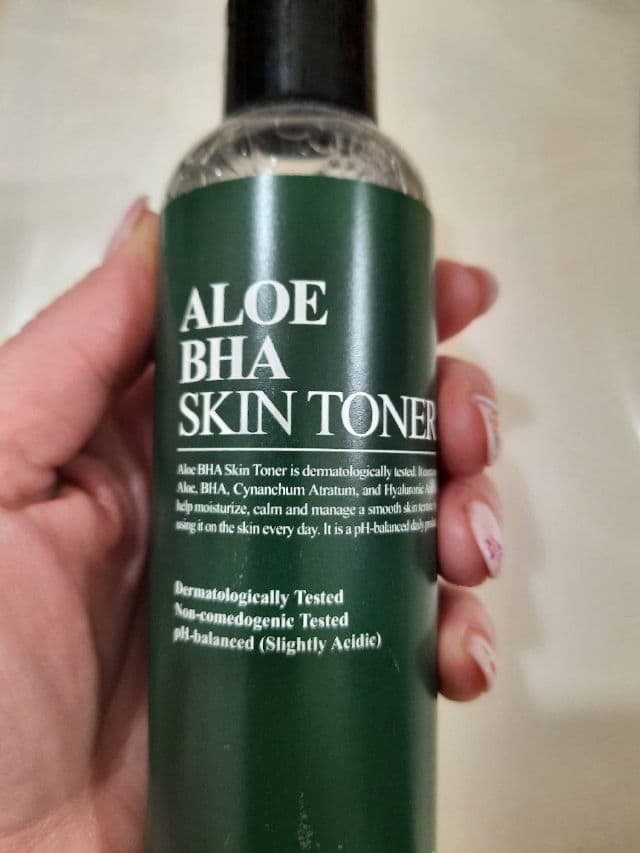 ALOE
BHA
SKIN TONER
Aloe BHA Skin Toner is dermatologically tested. It
Aloe, BHA, Cynanchum Atratum, and Hyaluronic
help moisturize, calm and manage a smooth skin
using it on the skin every day. It is a pH-balanced daily
Dermatologically Tested
Non-comedogenic Tested
pH-balanced (Slightly Acidic)